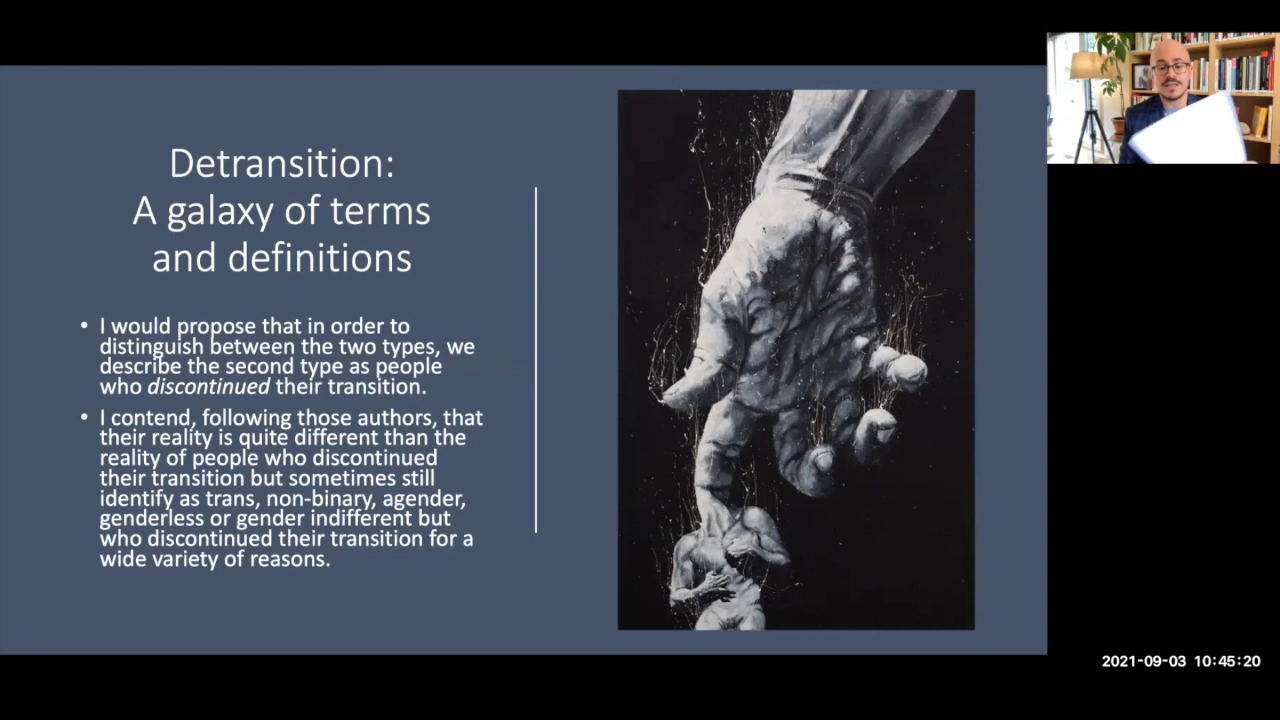 Detransition:
A galaxy of terms
and definitions
• I would propose that in order to
distinguish between the two types, we
describe the second type as people
who discontinued their transition.
• I contend, following those authors, that
their reality is quite different than the
reality of people who discontinued
their transition but sometimes still
identify as trans, non-binary, agender,
genderless or gender indifferent but
who discontinued their transition for a
wide variety of reasons.
2021-09-03 10:45:20